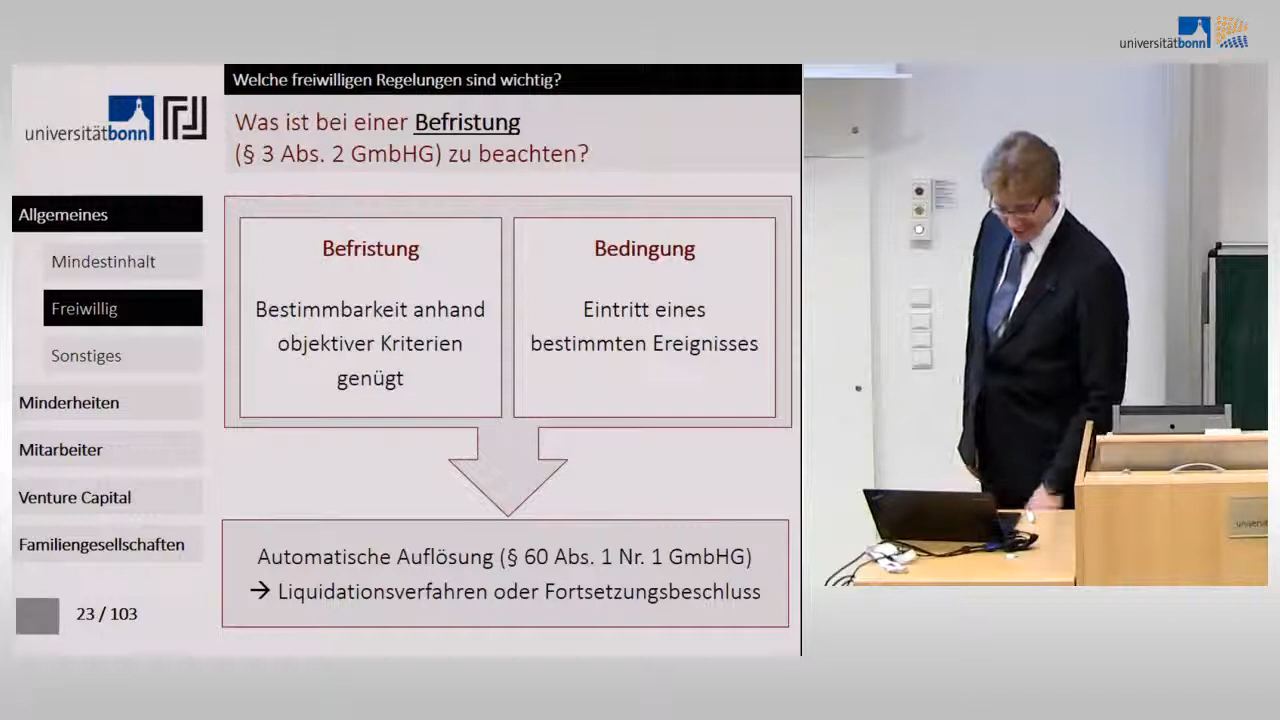 universitätbonn
Welche freiwilligen Regelungen sind wichtig?
universitätbonn
Was ist bei einer Befristung
(§ 3 Abs. 2 GmbHG) zu beachten?
Allgemeines
Mindestinhalt
Freiwillig
Sonstiges
Minderheiten
Mitarbeiter
Venture Capital
Familiengesellschaften
23 / 103
Befristung
Bestimmbarkeit anhand
objektiver Kriterien
genügt
Bedingung
Eintritt eines
bestimmten Ereignisses
Automatische Auflösung (§ 60 Abs. 1 Nr. 1 GmbHG)
→ Liquidationsverfahren oder Fortsetzungsbeschluss